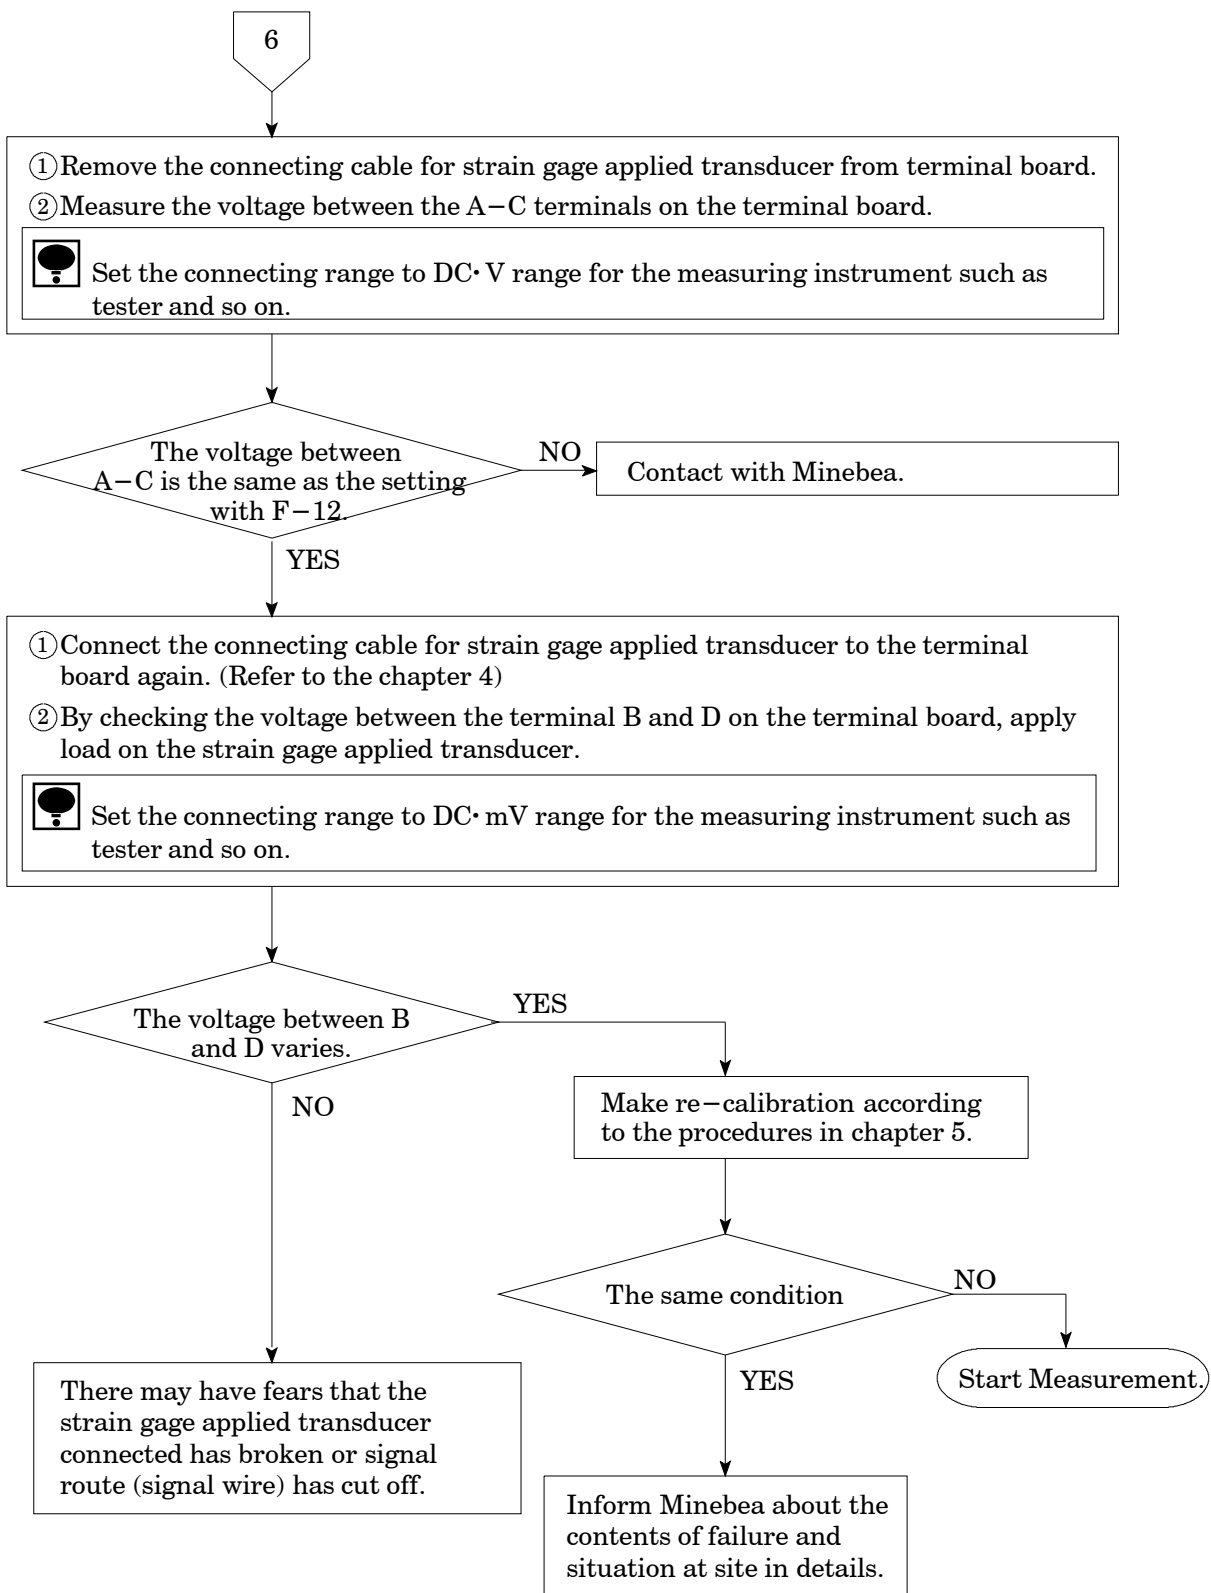 6
①Remove the connecting cable for strain gage applied transducer from terminal board.
②Measure the voltage between the A−C terminals on the terminal board.
Set the connecting range to DC･V range for the measuring instrument such as
tester and so on.
The voltage between
A−C is the same as the setting
with F−12.
NO
Contact with Minebea.
YES
①Connect the connecting cable for strain gage applied transducer to the terminal
board again. (Refer to the chapter 4)
②By checking the voltage between the terminal B and D on the terminal board, apply
load on the strain gage applied transducer.
Set the connecting range to DC･mV range for the measuring instrument such as
tester and so on.
The voltage between B
and D varies.
YES
NO
Make re−calibration according
to the procedures in chapter 5.
The same condition
NO
Start Measurement.
YES
There may have fears that the
strain gage applied transducer
connected has broken or signal
route (signal wire) has cut off.
Inform Minebea about the
contents of failure and
situation at site in details.